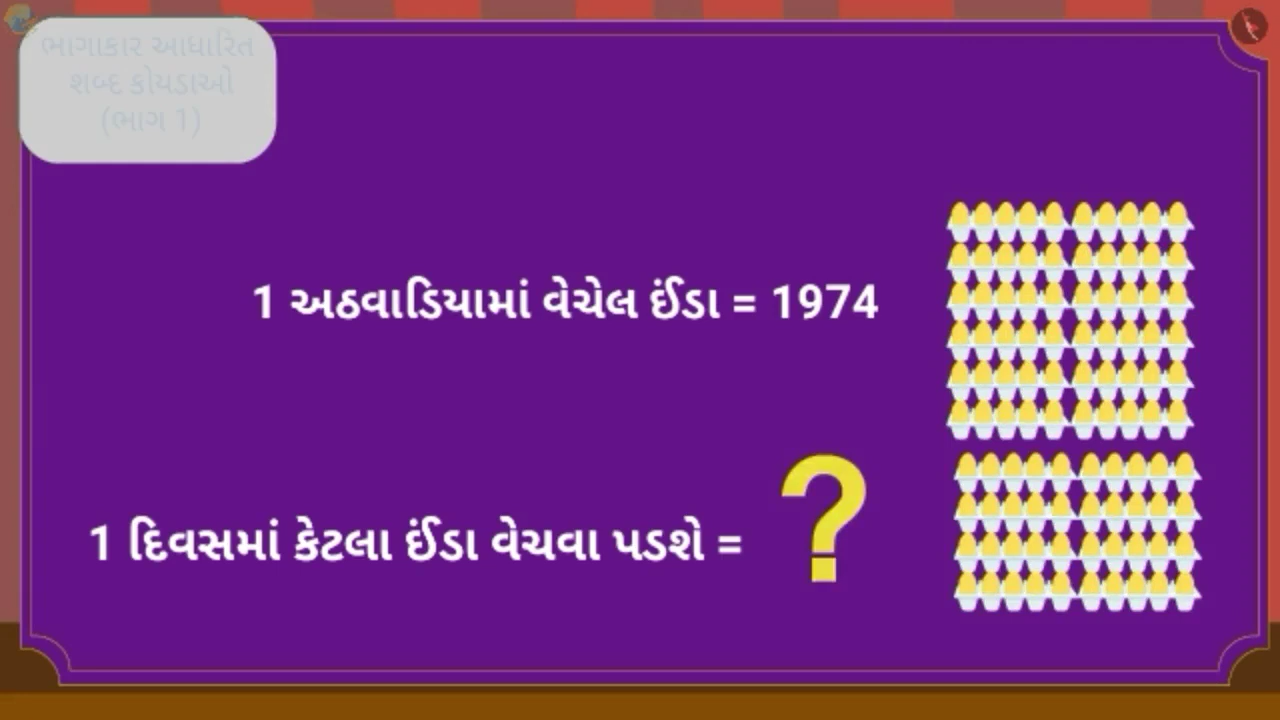 ભાગાકાર આધારિત
શબ્દ કોયડાઓ
(ભાગ 1)
1 અઠવાડિયામાં વેચેલ ઈંડા = 1974
1 દિવસમાં કેટલા ઈંડા વેચવા પડશે = ?